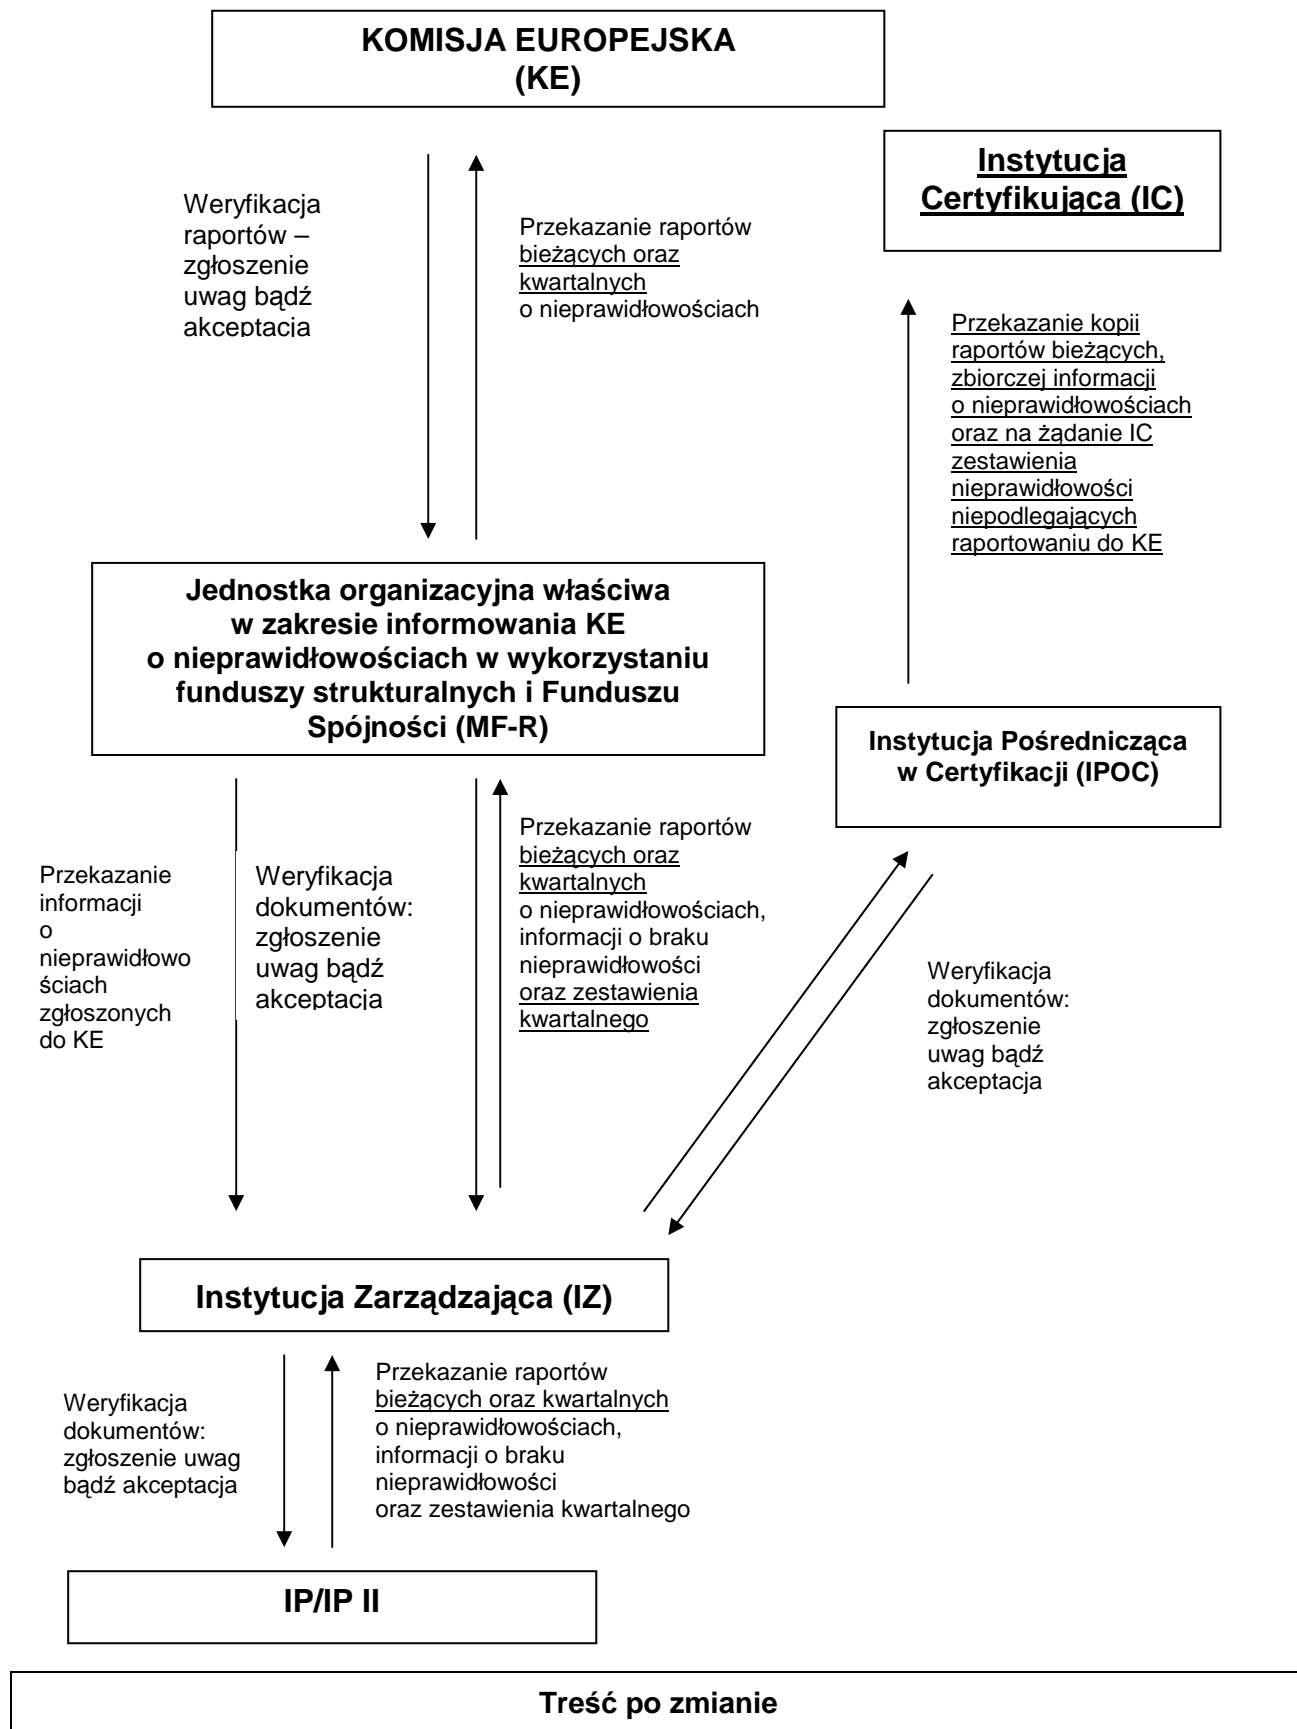 KOMISJA EUROPEJSKA
(KE)
Instytucja
Certyfikująca (IC)
Weryfikacja
raportów –
zgłoszenie
uwag bądź
akceptacja
Przekazanie raportów
bieżących oraz
kwartalnych
o nieprawidłowościach
Przekazanie kopii
raportów bieżących,
zbiorczej informacji
o nieprawidłowościach
oraz na żądanie IC
zestawienia
nieprawidłowości
niepodlegających
raportowaniu do KE
Jednostka organizacyjna właściwa
w zakresie informowania KE
o nieprawidłowościach w wykorzystaniu
funduszy strukturalnych i Funduszu
Spójności (MF-R)
Instytucja Pośrednicząca
w Certyfikacji (IPOC)
Przekazanie
informacji
o
nieprawidłowo
ściach
zgłoszonych
do KE
Weryfikacja
dokumentów:
zgłoszenie
uwag bądź
akceptacja
Przekazanie raportów
bieżących oraz
kwartalnych
o nieprawidłowościach,
informacji o braku
nieprawidłowości
oraz zestawienia
kwartalnego
Weryfikacja
dokumentów:
zgłoszenie
uwag bądź
akceptacja
Instytucja Zarządzająca (IZ)
Weryfikacja
dokumentów:
zgłoszenie uwag
bądź akceptacja
Przekazanie raportów
bieżących oraz kwartalnych
o nieprawidłowościach,
informacji o braku
nieprawidłowości
oraz zestawienia kwartalnego
IP/IP II
Treść po zmianie